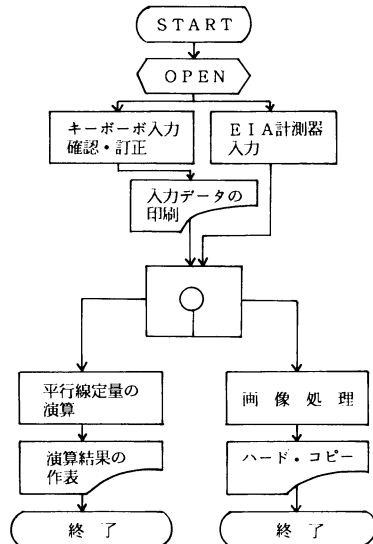 START
OPEN
キーボーボ入力
確認・訂正
EIA計測器
入力
入力データの
印刷
平行線定量の
演算
画像処理
演算結果の
作表
ハード・コピー
終了
終了